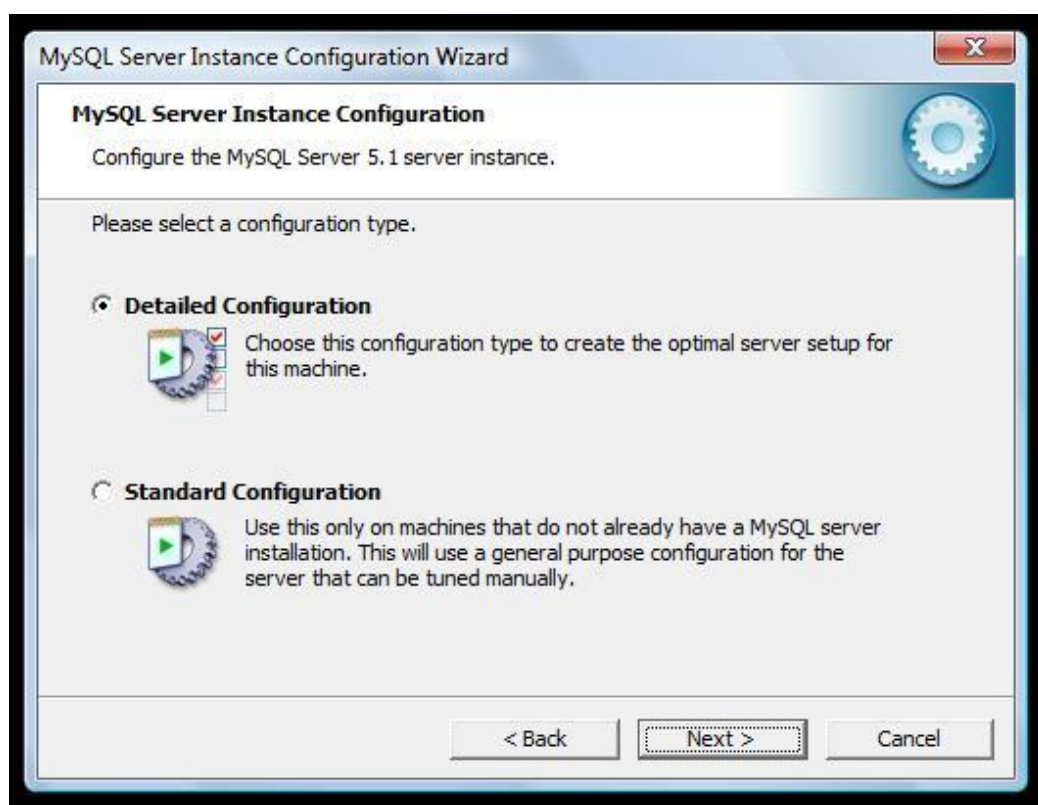 MySQL Server Instance Configuration Wizard
MySQL Server Instance Configuration
Configure the MySQL Server 5.1 server instance.
Please select a configuration type.
Detailed Configuration
Choose this configuration type to create the optimal server setup for
this machine.
Standard Configuration
Use this only on machines that do not already have a MySQL server
installation. This will use a general purpose configuration for the
server that can be tuned manually.
< Back
Next >
Cancel